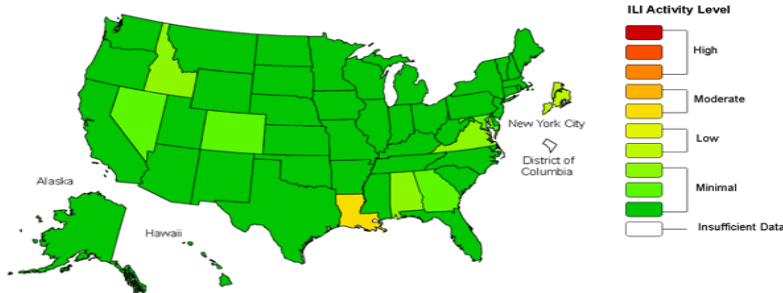 ILI Activity Level
High
Moderate
Low
Minimal
Insufficient Data
New York City
District of
Columbia
Alaska
Hawaii